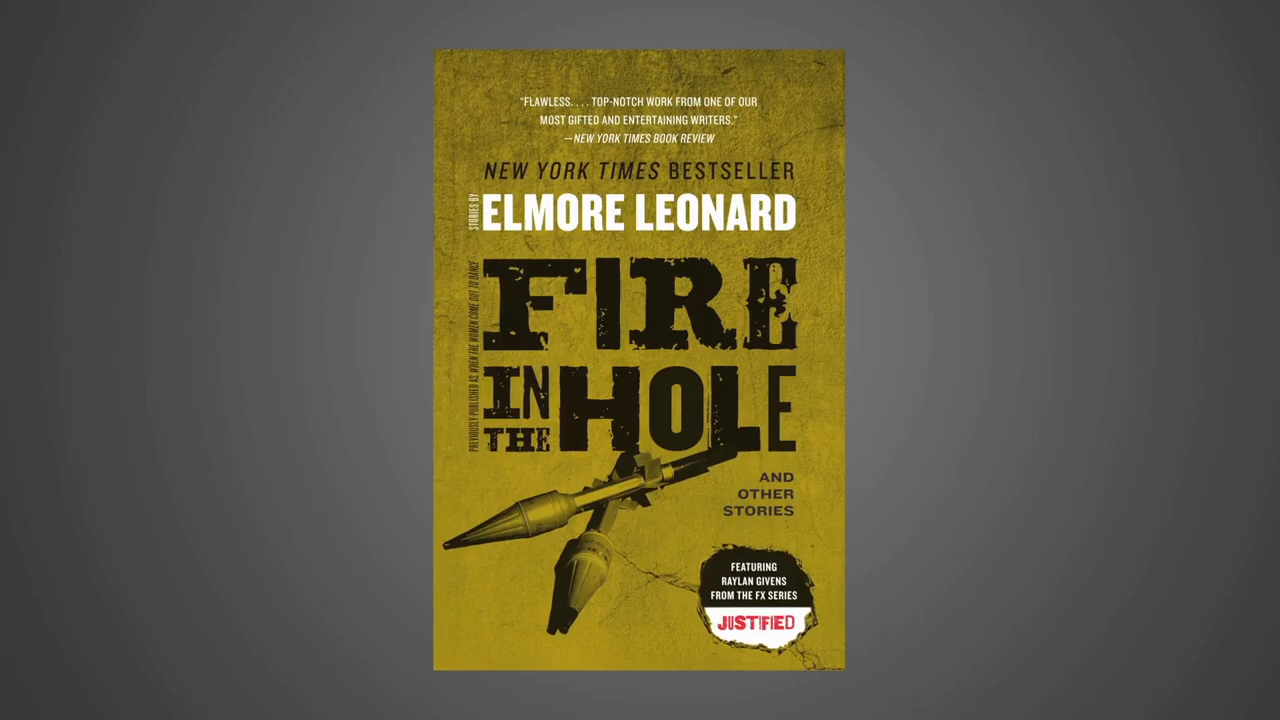 “FLAWLESS. . . . TOP-NOTCH WORK FROM ONE OF OUR
MOST GIFTED AND ENTERTAINING WRITERS.”
—NEW YORK TIMES BOOK REVIEW
NEW YORK TIMES BESTSELLER
STORIES BY
ELMORE LEONARD
PREVIOUSLY PUBLISHED AS WHEN THE WOMEN COME OUT TO DANCE
FIRE
IN
THE
HOLE
AND
OTHER
STORIES
FEATURING
RAYLAN GIVENS
FROM THE FX SERIES
JUSTIFIED